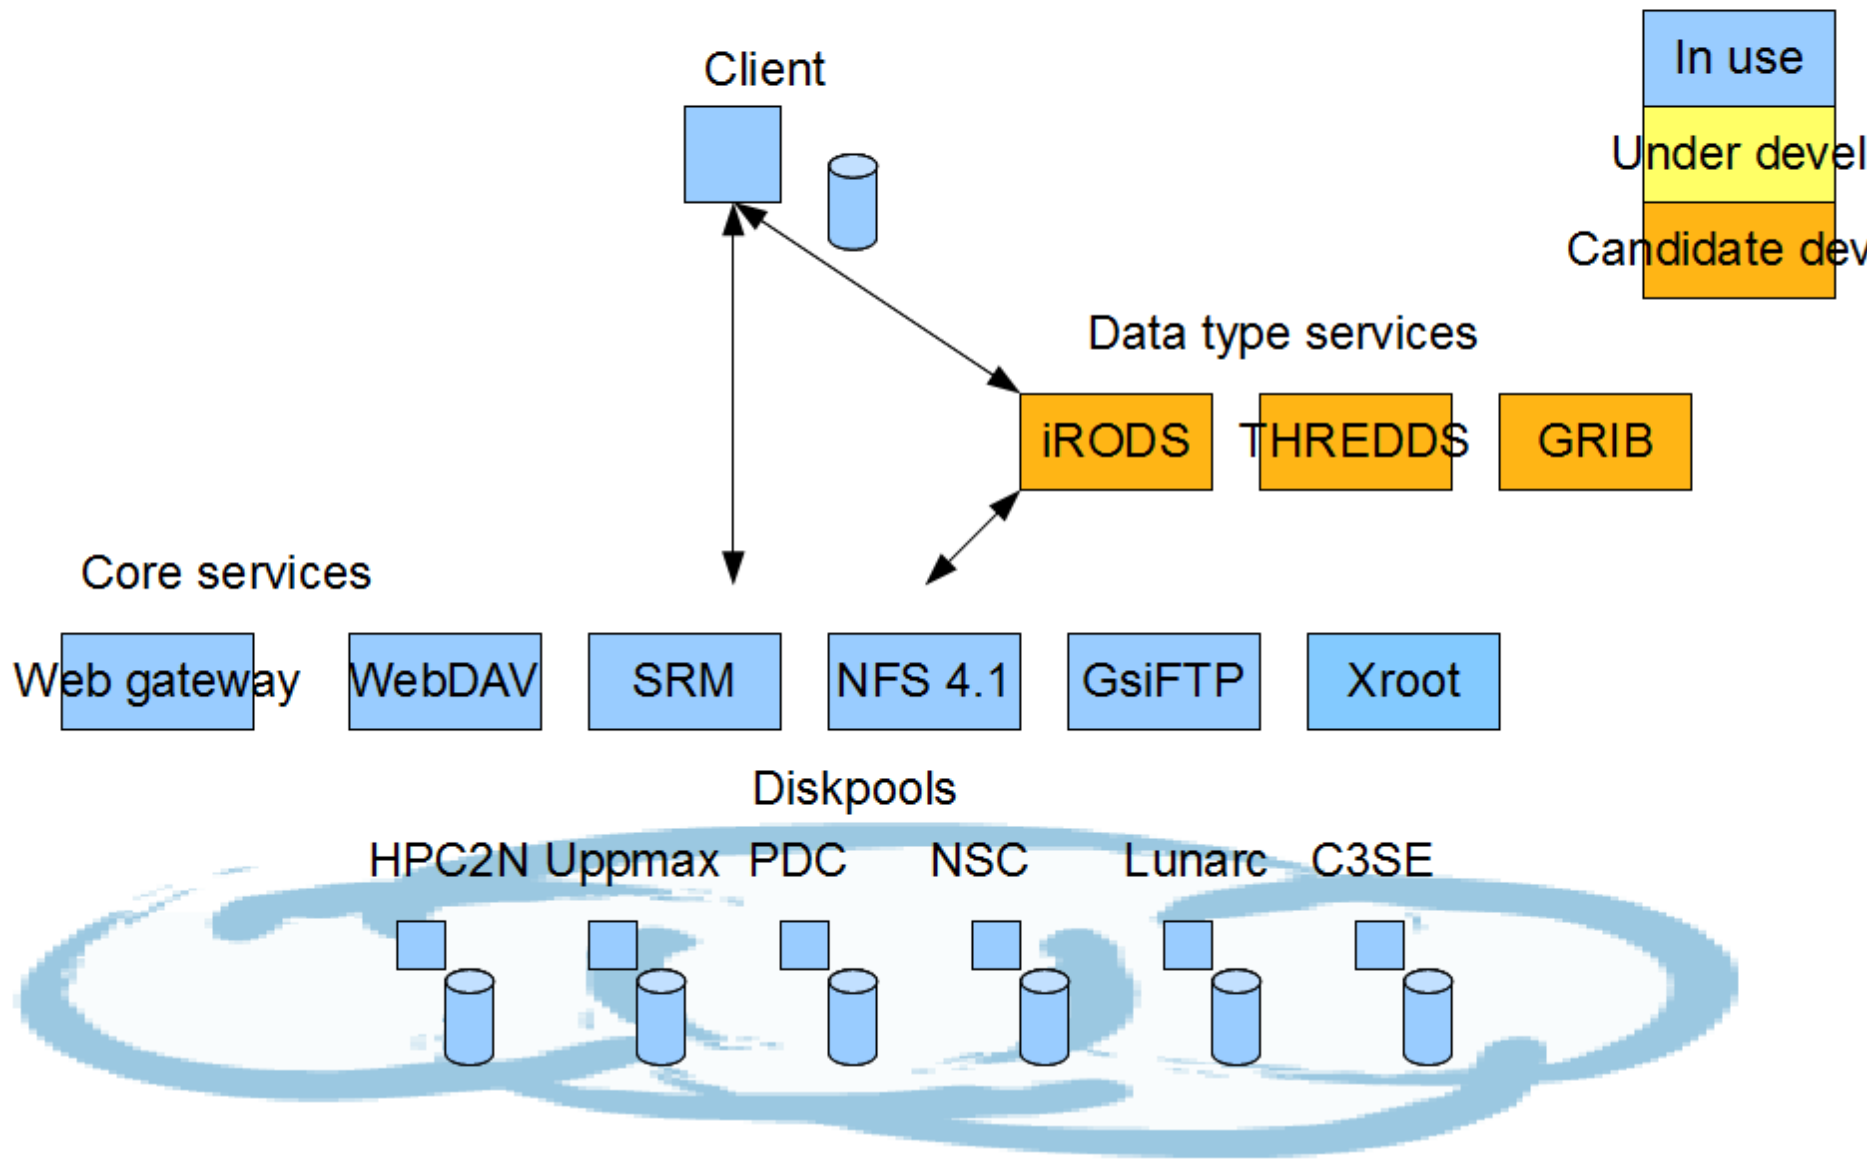 Client
In use
Under devel
Candidate dev
Data type services
iRODS THREDDS GRIB
Core services
Web gateway WebDAV SRM NFS 4.1 GsiFTP Xroot
Diskpools
HPC2N Uppmax PDC NSC Lunarc C3SE